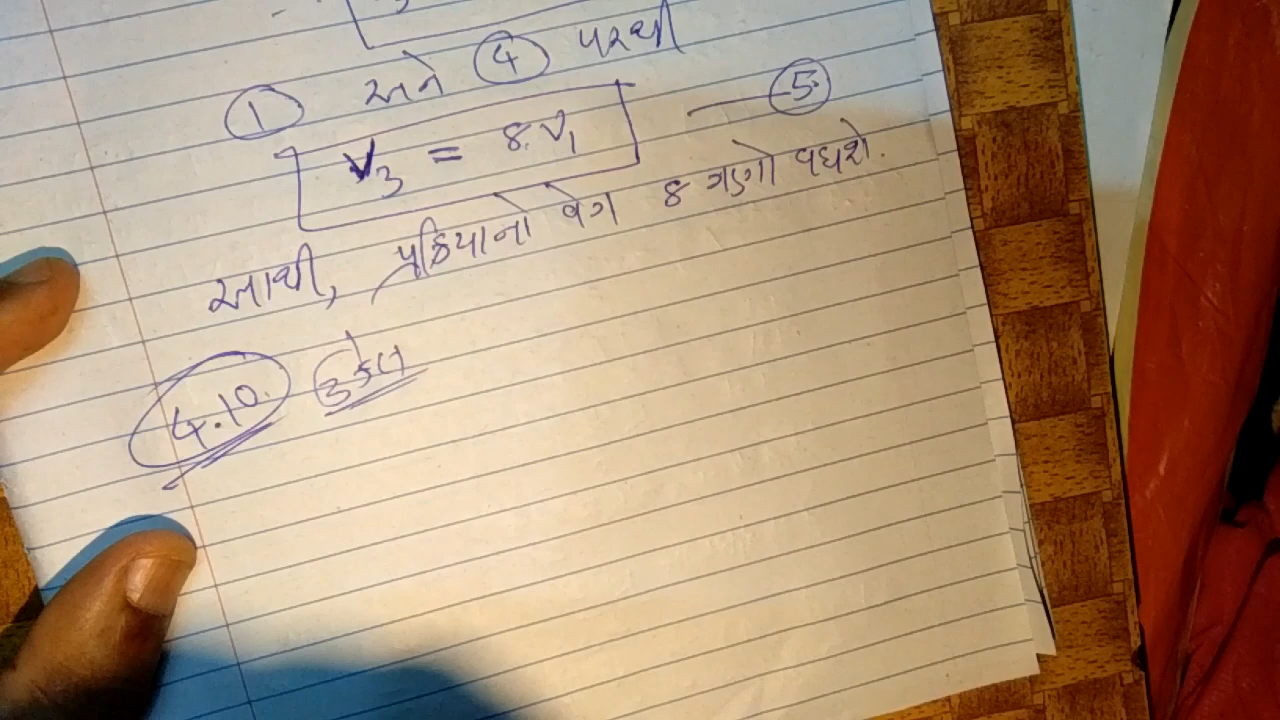 ① અને ④ પરથી
V₃ = 8.V₁ —— ⑤
આથી, પ્રક્રિયાનો વેગ 8 ગણો વધશે.
4.10. ઉકેલ